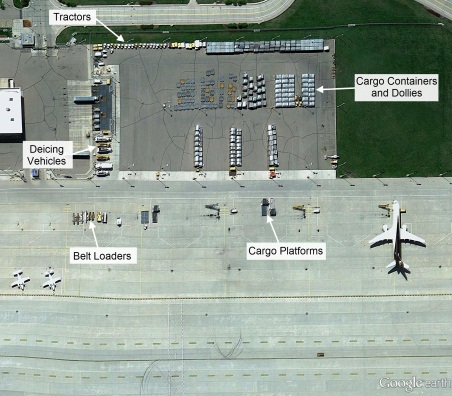 Tractors
Cargo Containers
and Dollies
Deicing
Vehicles
Belt Loaders
Cargo Platforms
Google earth